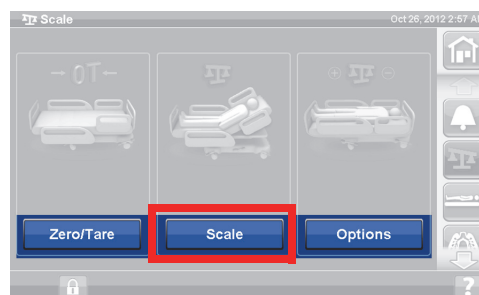 Scale
Oct 26, 2012 2:57 A
→ 0T ←
Zero/Tare
Scale
Options
?